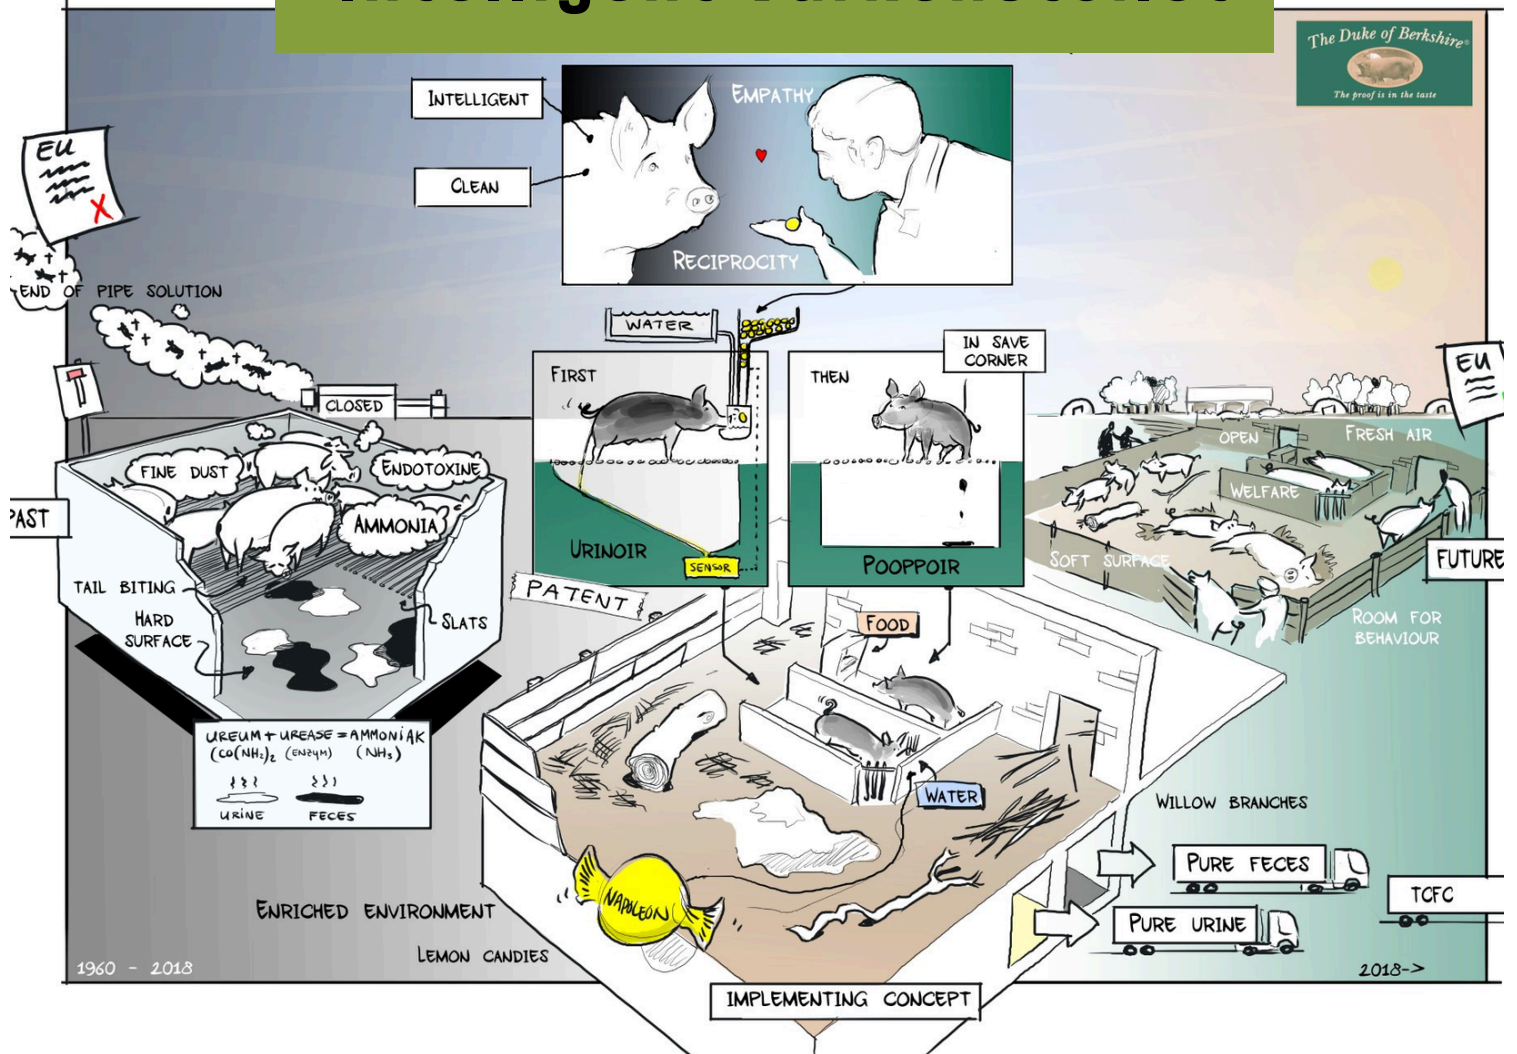 The Duke of Berkshire®
The proof is in the taste
INTELLIGENT
CLEAN
EMPATHY
RECIPROCITY
EU
END OF PIPE SOLUTION
CLOSED
FINE DUST
ENDOTOXINE
AMMONIA
PAST
TAIL BITING
HARD
SURFACE
SLATS
UREUM + UREASE = AMMONIAK
(CO(NH₂)₂ (ENZYM) (NH₃)
URINE
FECES
WATER
FIRST
URINOIR
SENSOR
THEN
IN SAVE
CORNER
POOPPOIR
PATENT
EU
OPEN
FRESH AIR
WELFARE
SOFT SURFACE
FUTURE
ROOM FOR
BEHAVIOUR
FOOD
WATER
NAPOLEON
ENRICHED ENVIRONMENT
LEMON CANDIES
WILLOW BRANCHES
PURE FECES
PURE URINE
TCFC
1960 - 2018
2018->
IMPLEMENTING CONCEPT